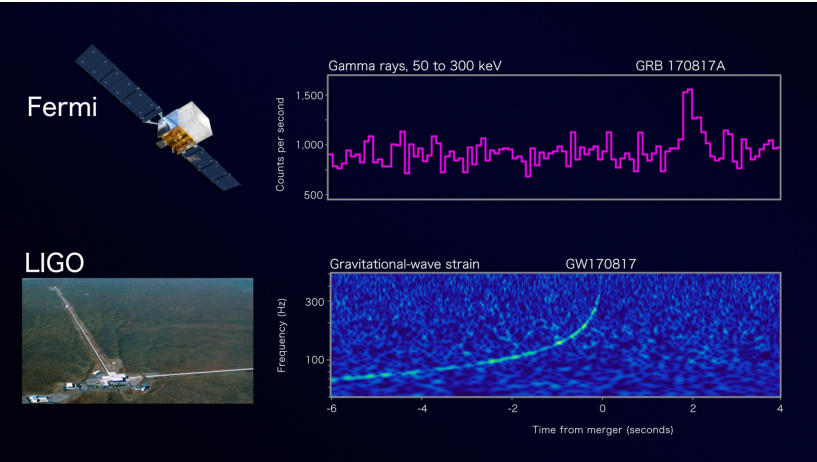 Fermi
Gamma rays, 50 to 300 keV
GRB 170817A
Counts per second
1,500
1,000
500
LIGO
Gravitational-wave strain
GW170817
Frequency (Hz)
300
100
-6 -4 -2 0 2 4
Time from merger (seconds)